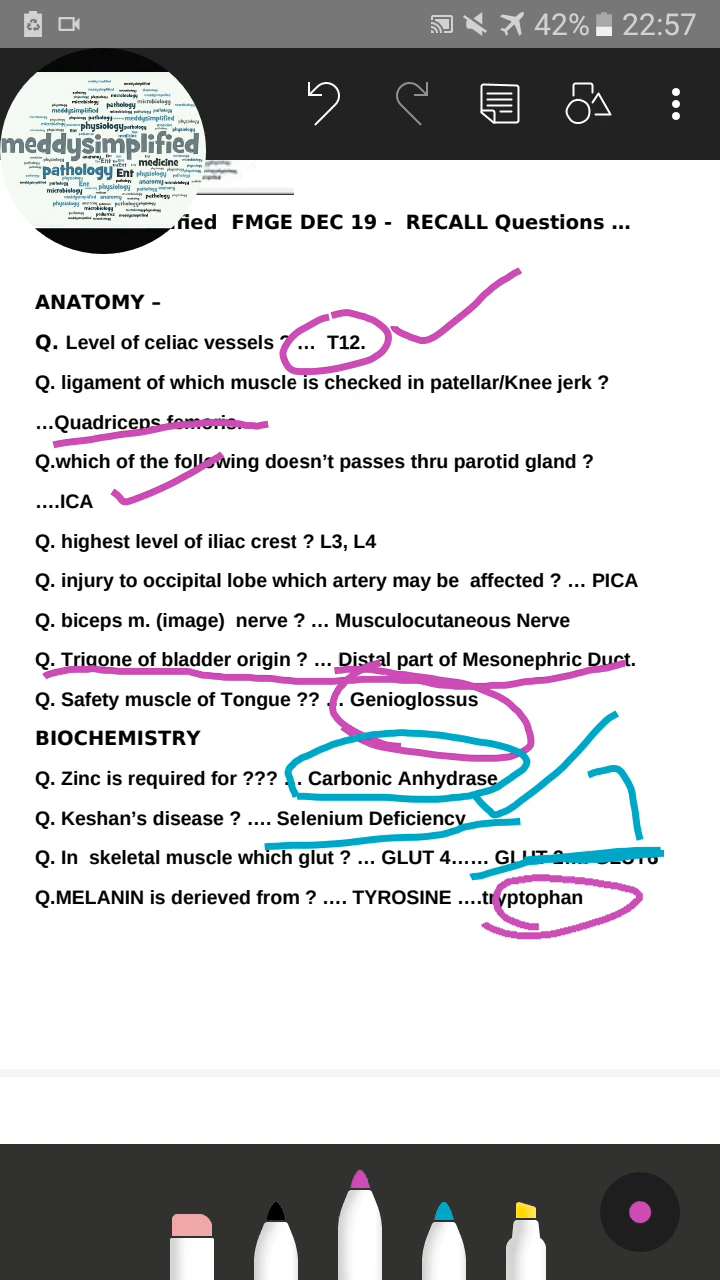 42% 22:57
meddysimplified
pathology Ent medicine
physiology
fied FMGE DEC 19 - RECALL Questions ...
ANATOMY –
Q. Level of celiac vessels ? ... T12.
Q. ligament of which muscle is checked in patellar/Knee jerk ?
...Quadriceps femoris.
Q.which of the following doesn't passes thru parotid gland ?
....ICA
Q. highest level of iliac crest ? L3, L4
Q. injury to occipital lobe which artery may be affected ? ... PICA
Q. biceps m. (image) nerve ? ... Musculocutaneous Nerve
Q. Trigone of bladder origin ? ... Distal part of Mesonephric Duct.
Q. Safety muscle of Tongue ?? ... Genioglossus
BIOCHEMISTRY
Q. Zinc is required for ??? ... Carbonic Anhydrase
Q. Keshan's disease ? .... Selenium Deficiency
Q. In skeletal muscle which glut ? ... GLUT 4...... GLUT 2.... GLUT6
Q.MELANIN is derieved from ? .... TYROSINE ....tryptophan